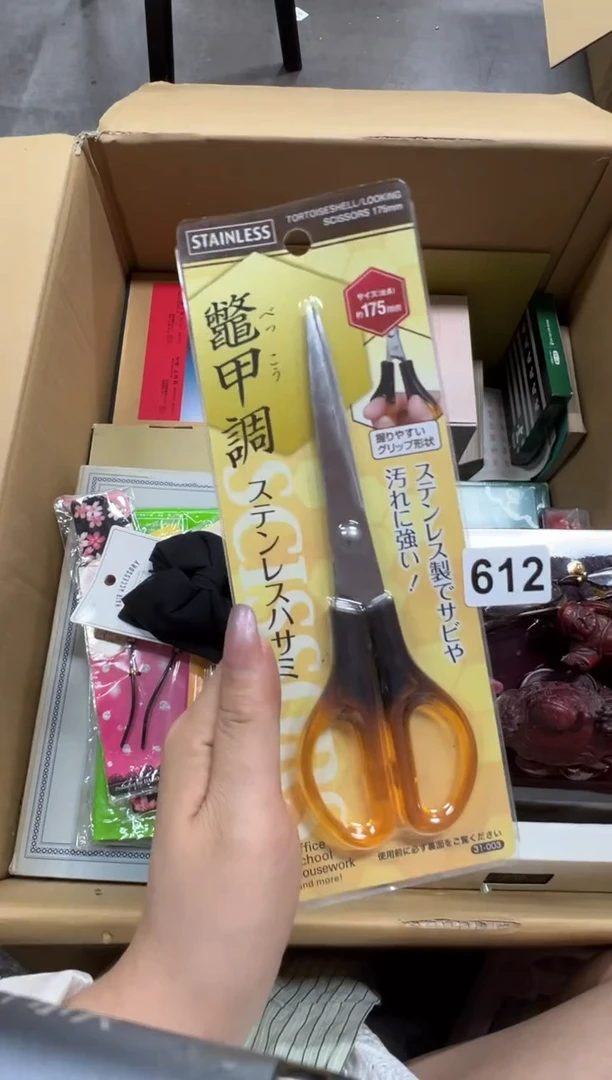 STAINLESS
TORTOISESHELL/LOOKING
SCISSORS 175mm
鼈甲調
べっこう
ステンレスハサミ
サイズ(全長)
約175mm
握りやすい
グリップ形状
ステンレス製でサビや
汚れに強い！
612
SCISSORS
ffice
chool
ousework
and more!
使用前に必ず裏面をご覧ください
31-003